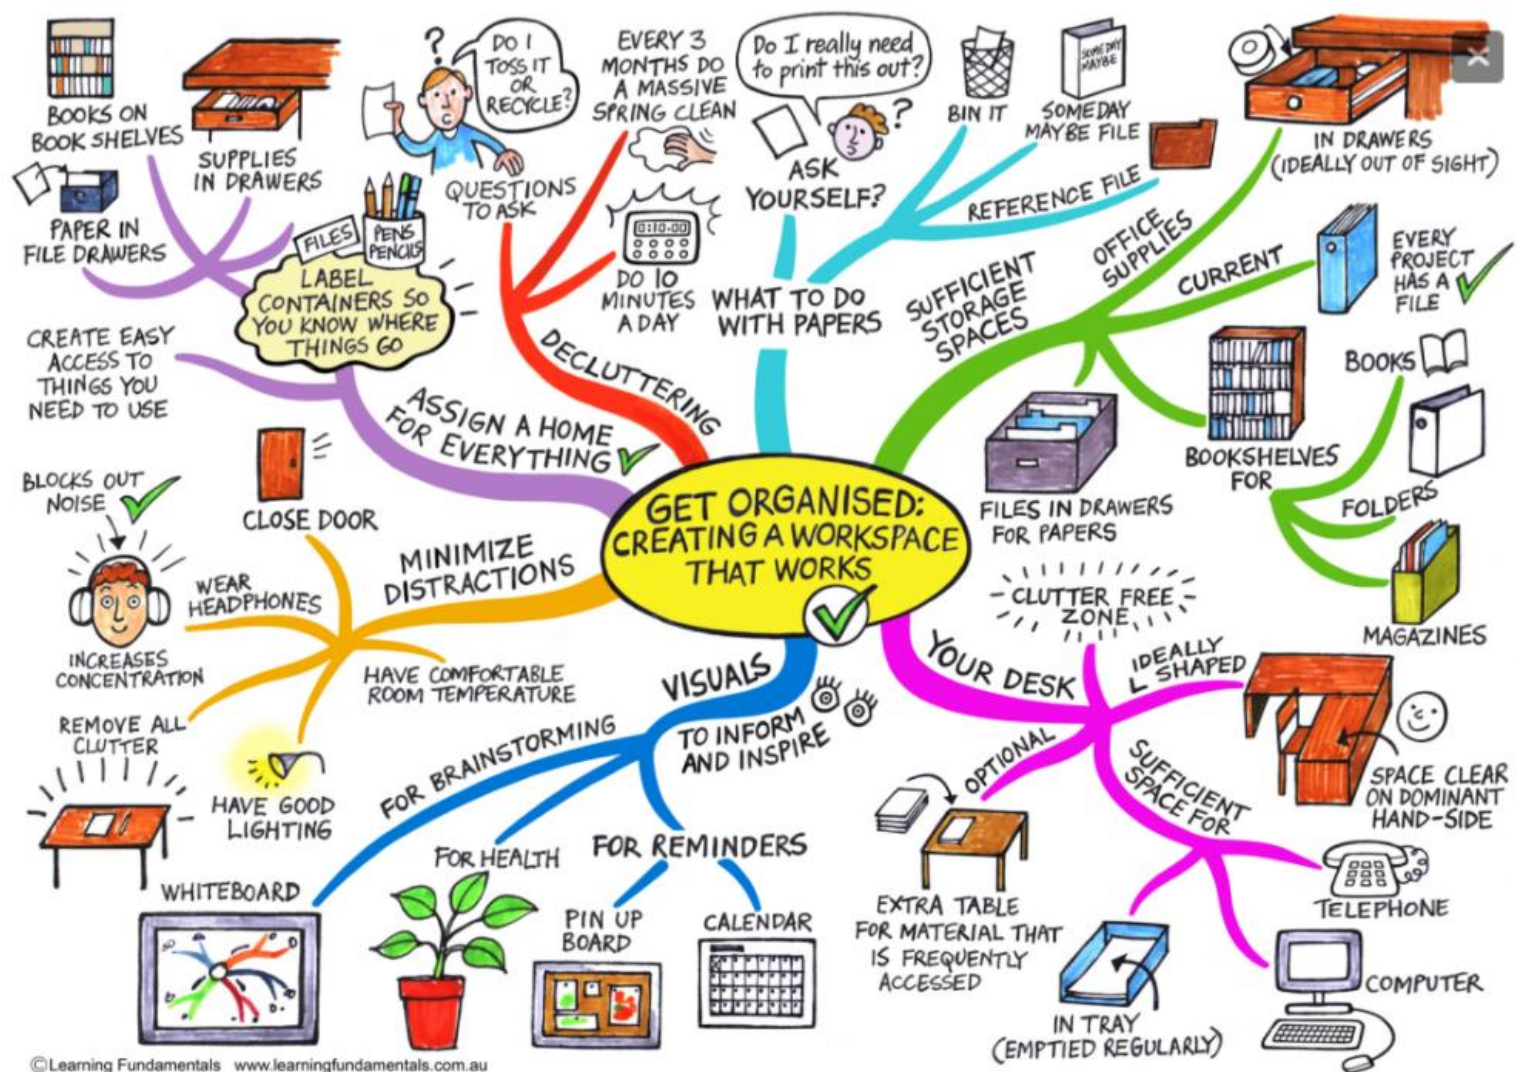 GET ORGANISED:
CREATING A WORKSPACE
THAT WORKS
BOOKS ON
BOOK SHELVES
SUPPLIES
IN DRAWERS
PAPER IN
FILE DRAWERS
FILES
PENS
PENCILS
LABEL
CONTAINERS SO
YOU KNOW WHERE
THINGS GO
CREATE EASY
ACCESS TO
THINGS YOU
NEED TO USE
ASSIGN A HOME
FOR EVERYTHING
?
DO I
TOSS IT
OR
RECYCLE?
QUESTIONS
TO ASK
EVERY 3
MONTHS DO
A MASSIVE
SPRING CLEAN
0:10.00
DO 10
MINUTES
A DAY
DECLUTTERING
Do I really need
to print this out?
?
ASK
YOURSELF?
BIN IT
SOMEDAY
MAYBE
SOMEDAY
MAYBE FILE
REFERENCE FILE
WHAT TO DO
WITH PAPERS
SUFFICIENT
STORAGE
SPACES
OFFICE
SUPPLIES
IN DRAWERS
(IDEALLY OUT OF SIGHT)
CURRENT
EVERY
PROJECT
HAS A
FILE
FILES IN DRAWERS
FOR PAPERS
BOOKSHELVES
FOR
BOOKS
FOLDERS
MAGAZINES
BLOCKS OUT
NOISE
CLOSE DOOR
MINIMIZE
DISTRACTIONS
WEAR
HEADPHONES
INCREASES
CONCENTRATION
HAVE COMFORTABLE
ROOM TEMPERATURE
REMOVE ALL
CLUTTER
HAVE GOOD
LIGHTING
VISUALS
TO INFORM
AND INSPIRE
FOR BRAINSTORMING
WHITEBOARD
FOR HEALTH
FOR REMINDERS
PIN UP
BOARD
CALENDAR
YOUR DESK
CLUTTER FREE
ZONE
IDEALLY
L SHAPED
SPACE CLEAR
ON DOMINANT
HAND-SIDE
OPTIONAL
EXTRA TABLE
FOR MATERIAL THAT
IS FREQUENTLY
ACCESSED
SUFFICIENT
SPACE FOR
TELEPHONE
COMPUTER
IN TRAY
(EMPTIED REGULARLY)
©Learning Fundamentals www.learningfundamentals.com.au